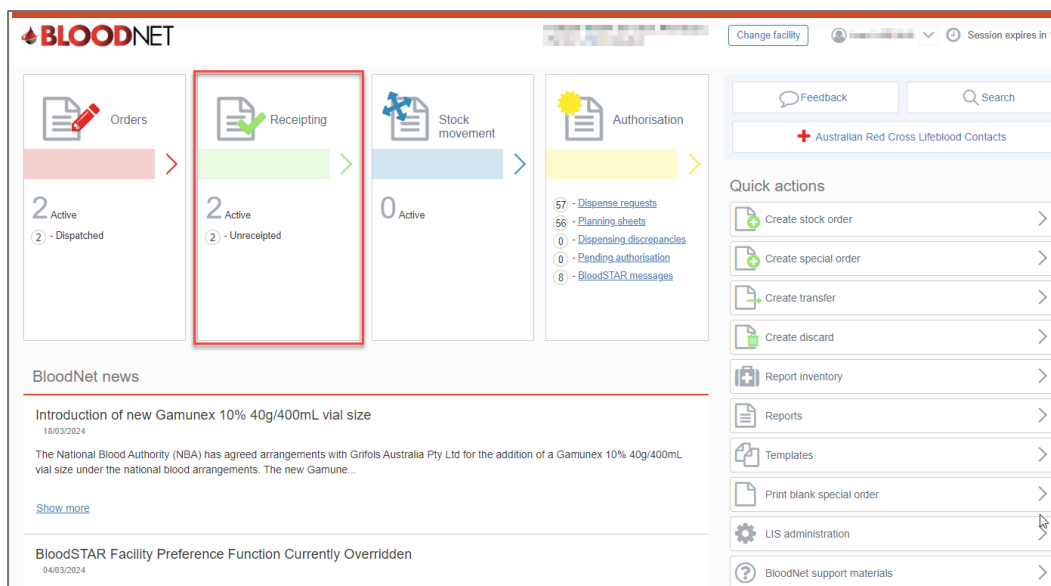 BLOODNET
Change facility
Session expires in
Orders
2 Active
2 - Dispatched
Receipting
2 Active
2 - Unreceipted
Stock
movement
0 Active
Authorisation
57 - Dispense requests
56 - Planning sheets
0 - Dispensing discrepancies
0 - Pending authorisation
8 - BloodSTAR messages
Feedback
Search
Australian Red Cross Lifeblood Contacts
Quick actions
Create stock order
Create special order
Create transfer
Create discard
Report inventory
Reports
Templates
Print blank special order
LIS administration
BloodNet support materials
BloodNet news
Introduction of new Gamunex 10% 40g/400mL vial size
18/03/2024
The National Blood Authority (NBA) has agreed arrangements with Grifols Australia Pty Ltd for the addition of a Gamunex 10% 40g/400mL
vial size under the national blood arrangements. The new Gamune...
Show more
BloodSTAR Facility Preference Function Currently Overridden
04/03/2024